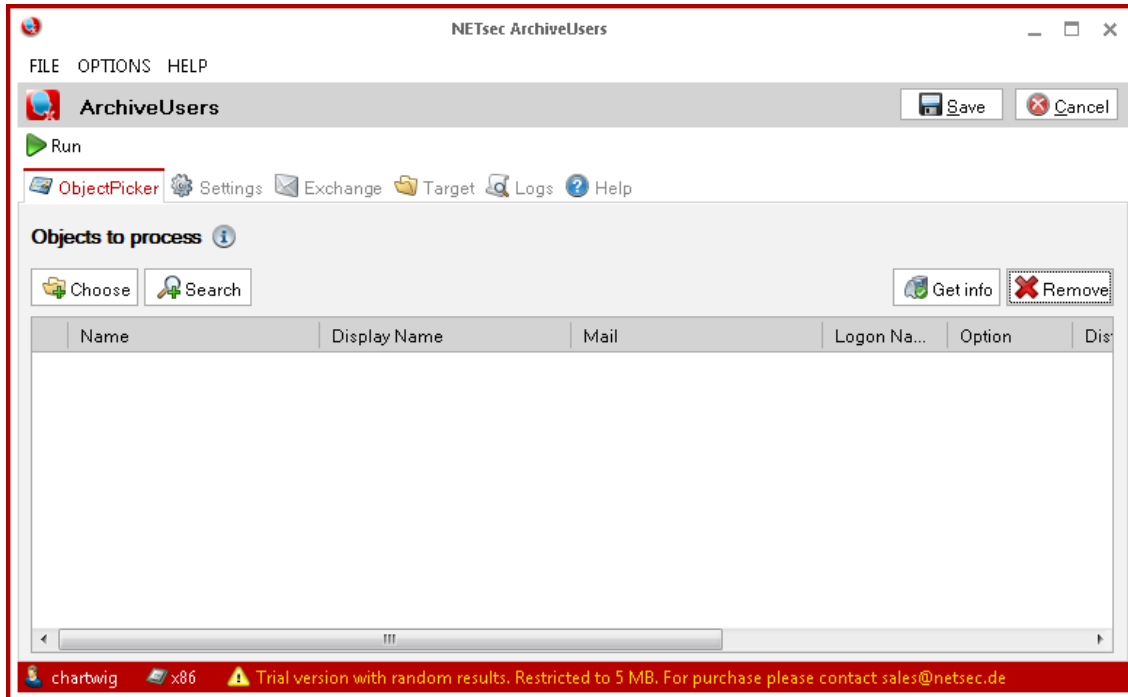 NETsec ArchiveUsers
FILE OPTIONS HELP
ArchiveUsers Save Cancel
Run
ObjectPicker Settings Exchange Target Logs Help
Objects to process
Choose Search Get info Remove
Name Display Name Mail Logon Na... Option Dis
chartwig x86 Trial version with random results. Restricted to 5 MB. For purchase please contact sales@netsec.de